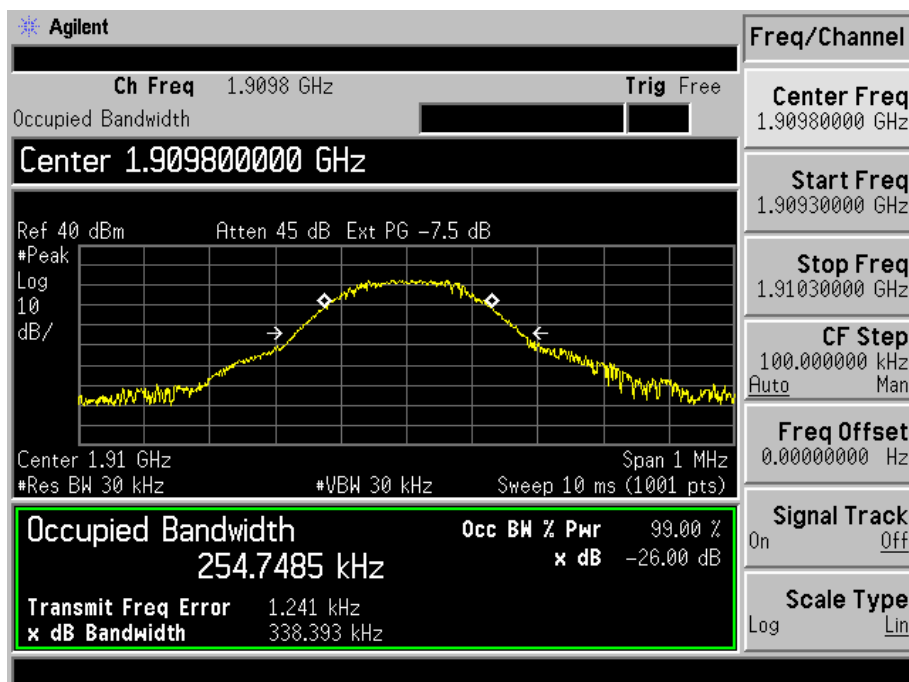 Agilent
Freq/Channel
Ch Freq 1.9098 GHz Trig Free
Occupied Bandwidth
Center 1.909800000 GHz
Ref 40 dBm Atten 45 dB Ext PG -7.5 dB
#Peak
Log
10
dB/
Center 1.91 GHz Span 1 MHz
#Res BW 30 kHz #VBW 30 kHz Sweep 10 ms (1001 pts)
Occupied Bandwidth
254.7485 kHz
Occ BW % Pwr 99.00 %
x dB -26.00 dB
Transmit Freq Error 1.241 kHz
x dB Bandwidth 338.393 kHz
Center Freq
1.90980000 GHz
Start Freq
1.90930000 GHz
Stop Freq
1.91030000 GHz
CF Step
100.000000 kHz
Auto Man
Freq Offset
0.00000000 Hz
Signal Track
On Off
Scale Type
Log Lin